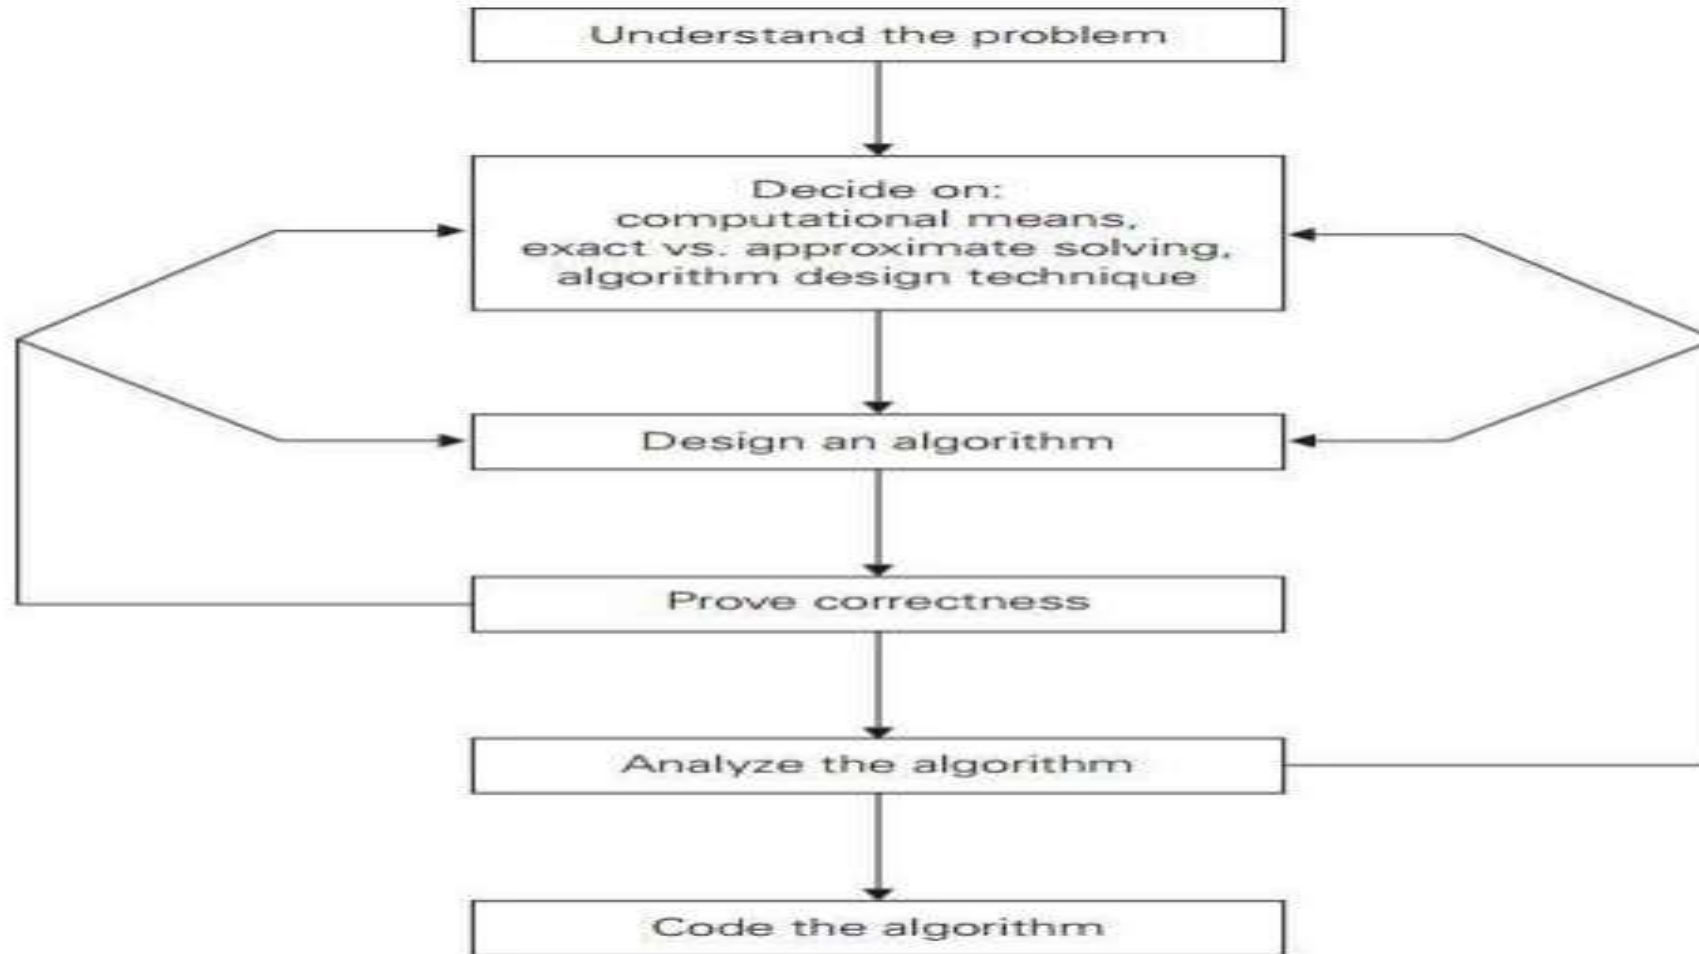 Understand the problem
Decide on:
computational means,
exact vs. approximate solving,
algorithm design technique
Design an algorithm
Prove correctness
Analyze the algorithm
Code the algorithm